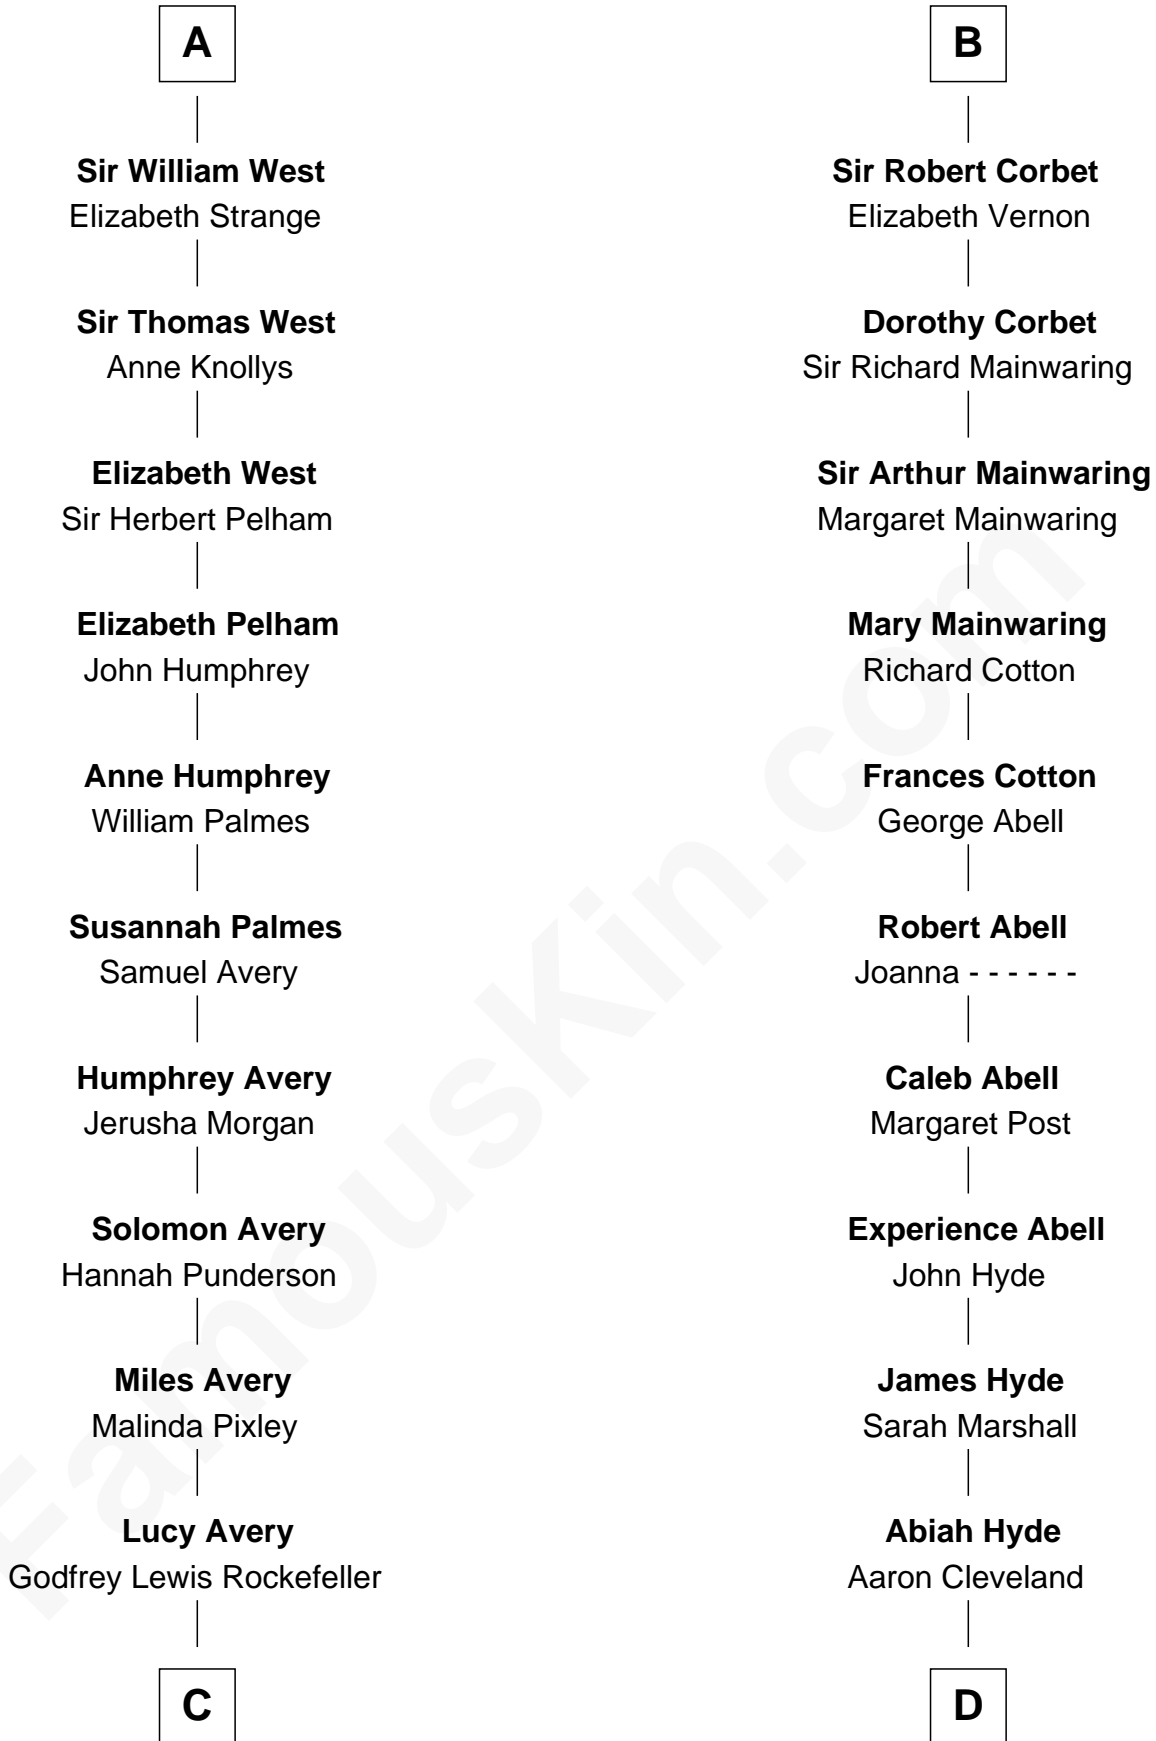 A
Sir William West
Elizabeth Strange
Sir Thomas West
Anne Knollys
Elizabeth West
Sir Herbert Pelham
Elizabeth Pelham
John Humphrey
Anne Humphrey
William Palmes
Susannah Palmes
Samuel Avery
Humphrey Avery
Jerusha Morgan
Solomon Avery
Hannah Punderson
Miles Avery
Malinda Pixley
Lucy Avery
Godfrey Lewis Rockefeller
C
B
Sir Robert Corbet
Elizabeth Vernon
Dorothy Corbet
Sir Richard Mainwaring
Sir Arthur Mainwaring
Margaret Mainwaring
Mary Mainwaring
Richard Cotton
Frances Cotton
George Abell
Robert Abell
Joanna - - - - - -
Caleb Abell
Margaret Post
Experience Abell
John Hyde
James Hyde
Sarah Marshall
Abiah Hyde
Aaron Cleveland
D
FamousKin.com